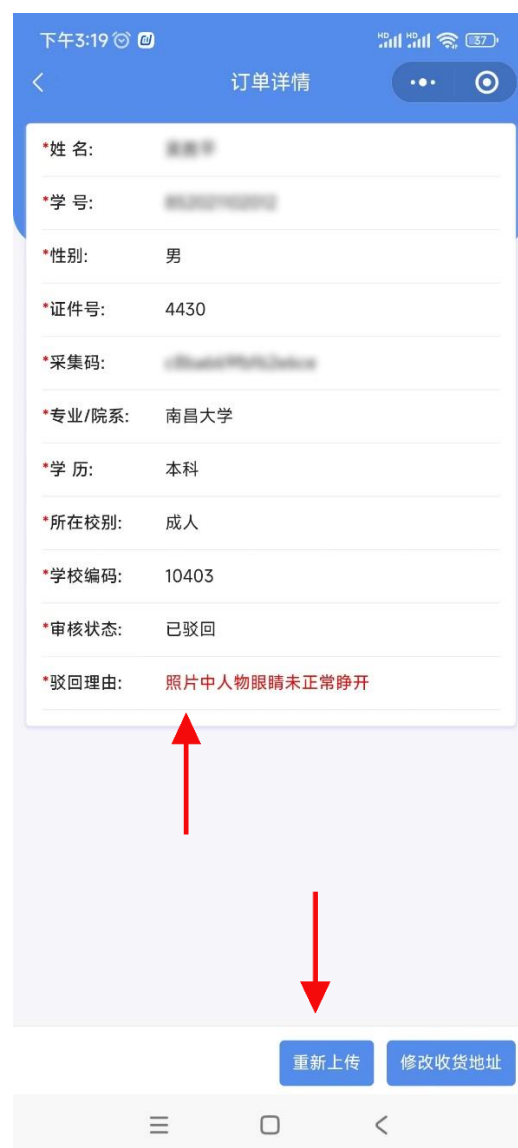 下午3:19
HD HD 37
订单详情
*姓 名:
*学 号:
*性别: 男
*证件号: 4430
*采集码:
*专业/院系: 南昌大学
*学 历: 本科
*所在校别: 成人
*学校编码: 10403
*审核状态: 已驳回
*驳回理由: 照片中人物眼睛未正常睁开
重新上传 修改收货地址